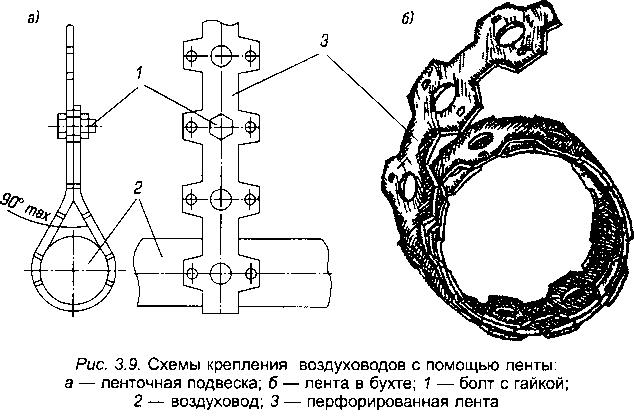 а)
б)
1
3
2
90° max
Рис. 3.9. Схемы крепления воздуховодов с помощью ленты:
а — ленточная подвеска; б — лента в бухте; 1 — болт с гайкой;
2 — воздуховод; 3 — перфорированная лента